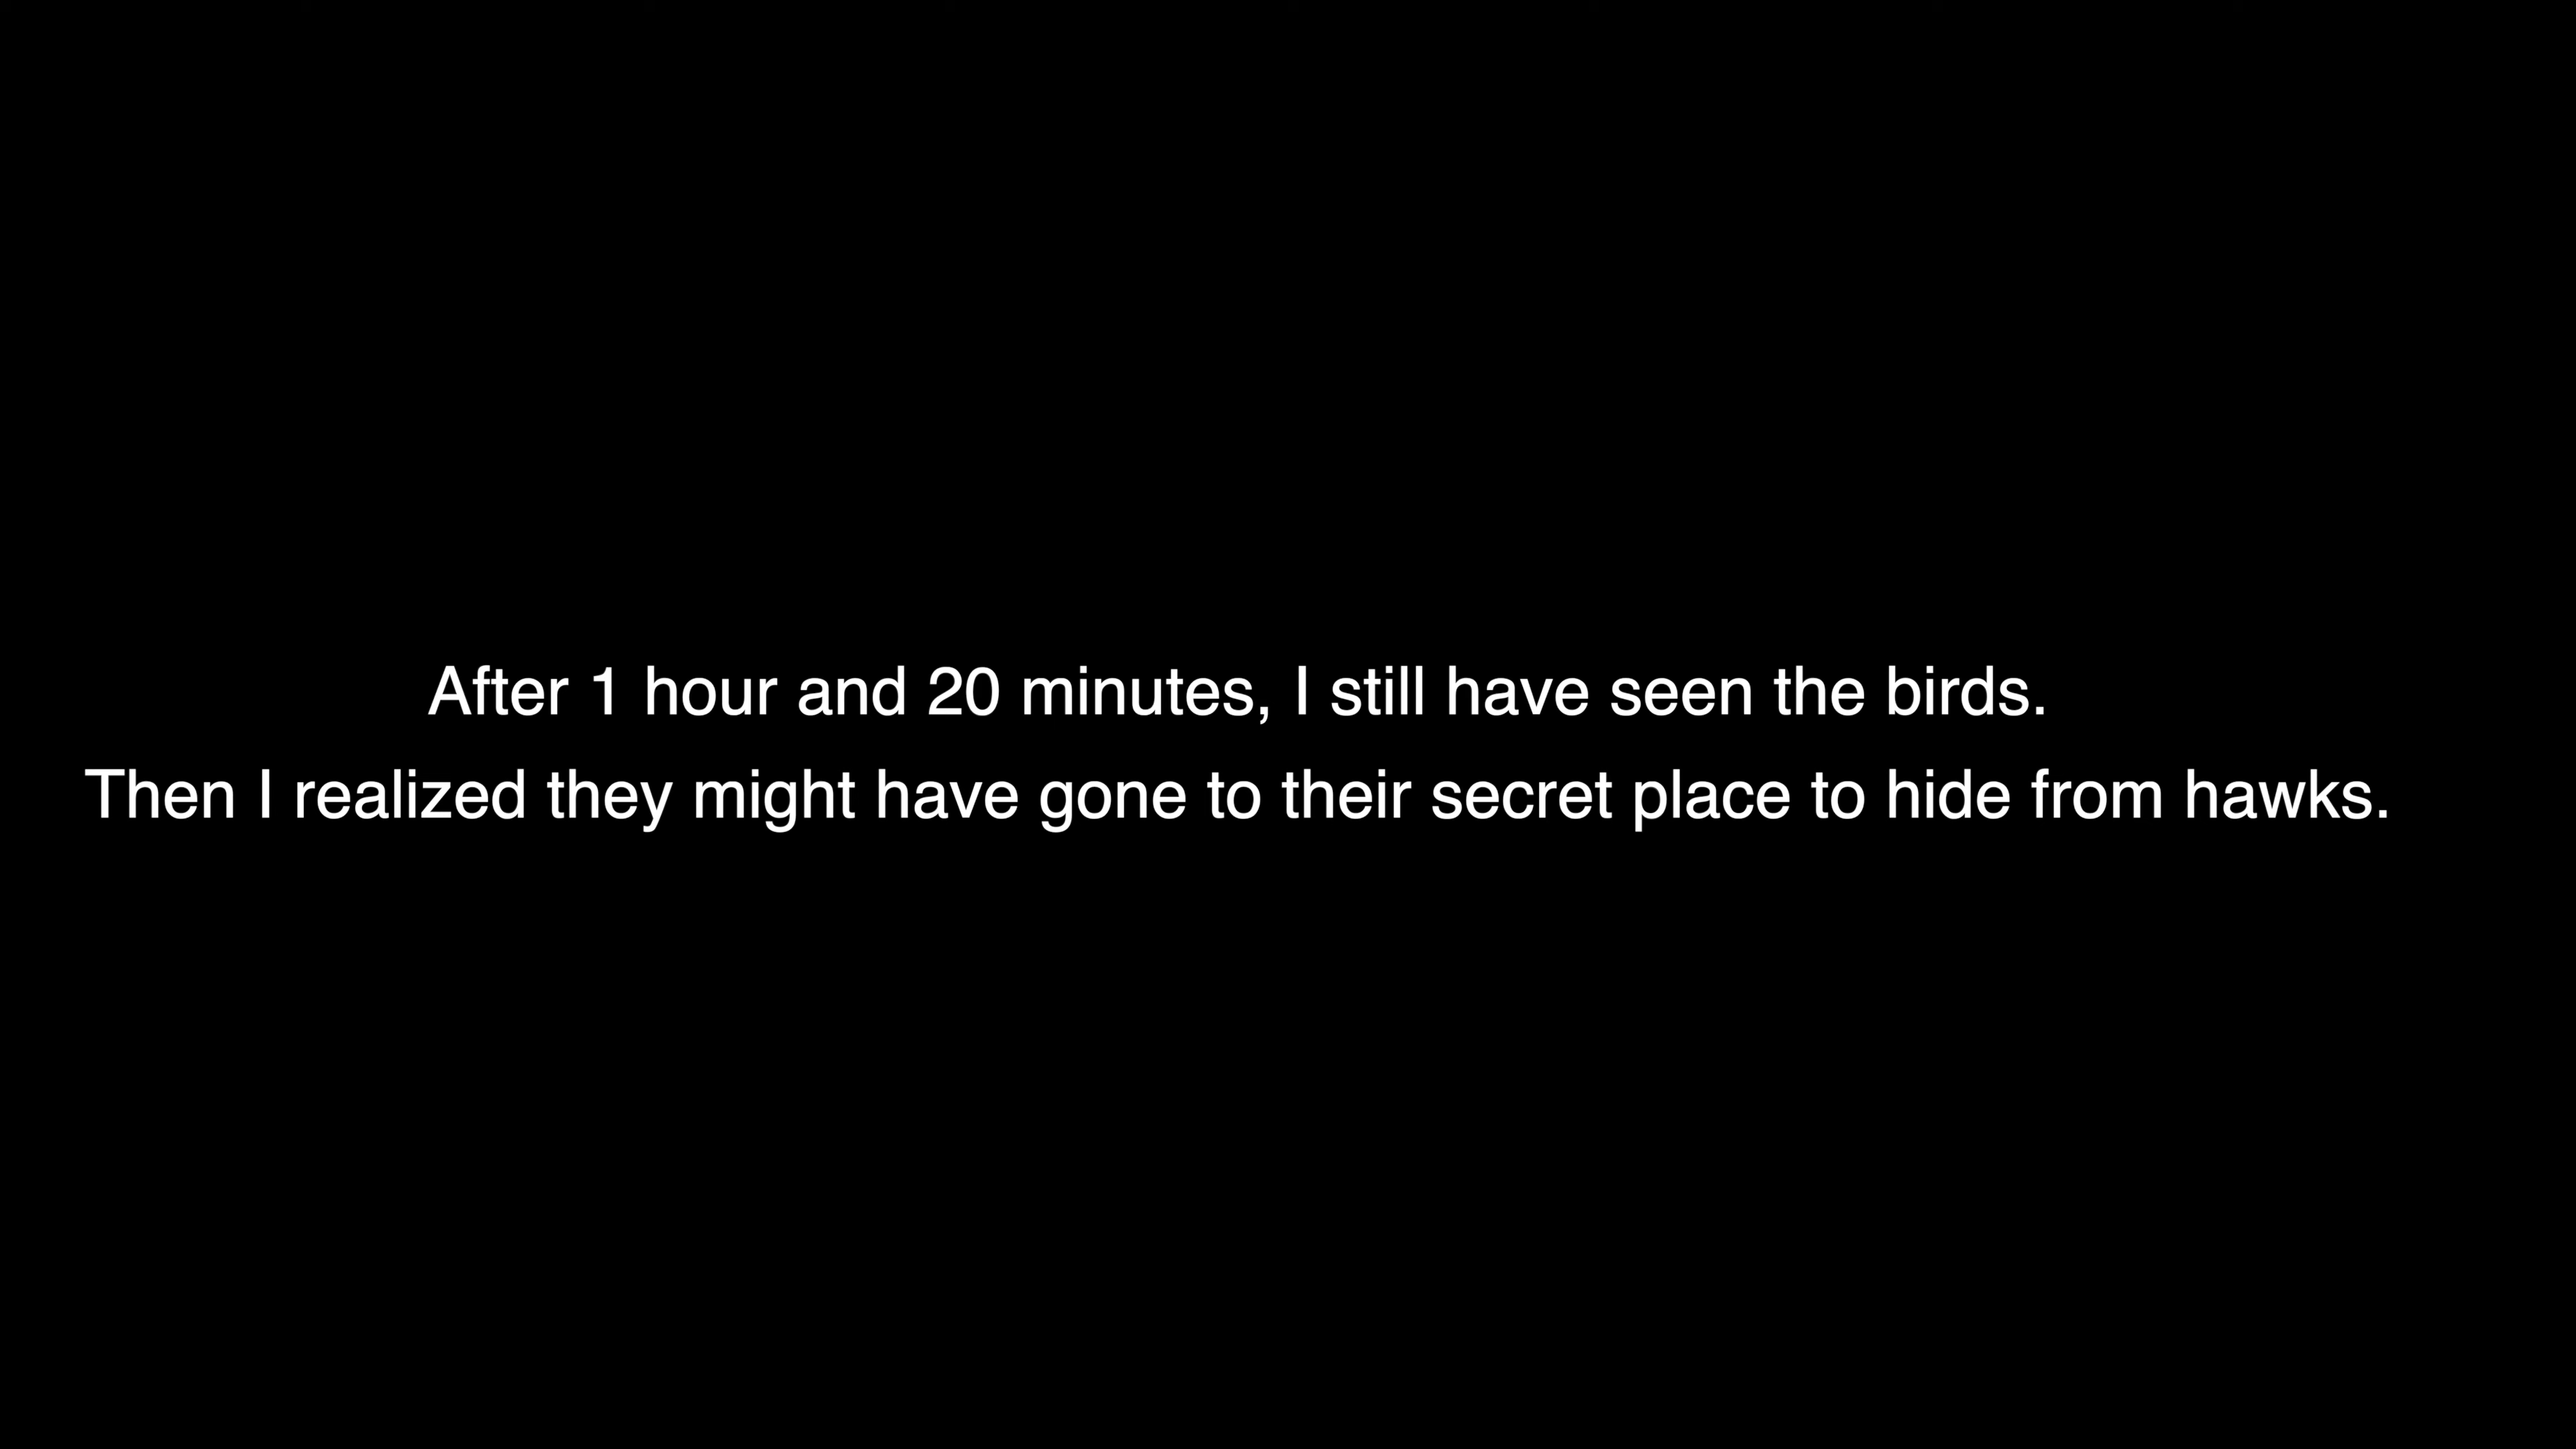 After 1 hour and 20 minutes, I still have seen the birds.
Then I realized they might have gone to their secret place to hide from hawks.